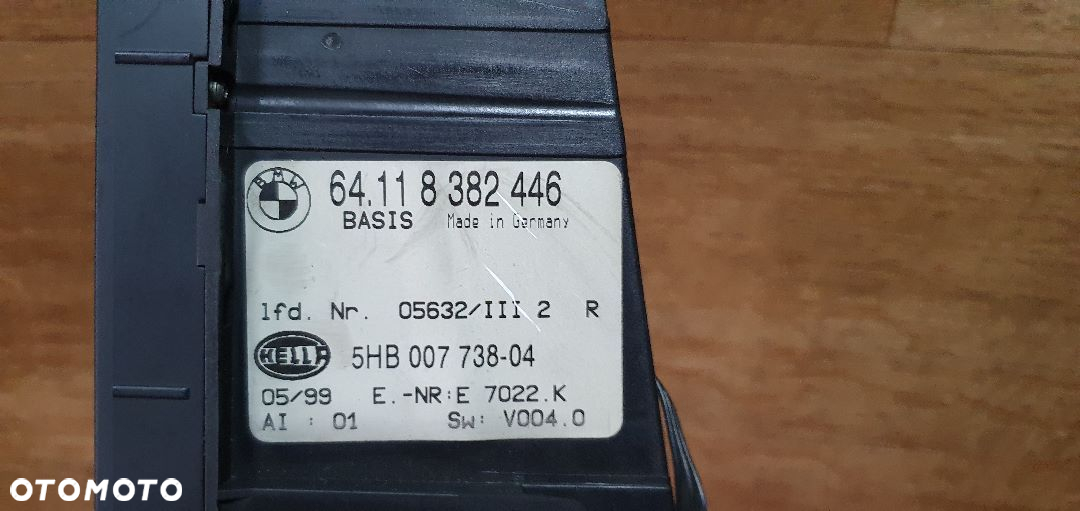 BMW
64.11 8 382 446
BASIS Made in Germany
lfd. Nr. 05632/III 2 R
HELLA
5HB 007 738-04
05/99 E.-NR:E 7022.K
AI : 01 SW: V004.0
OTOMOTO